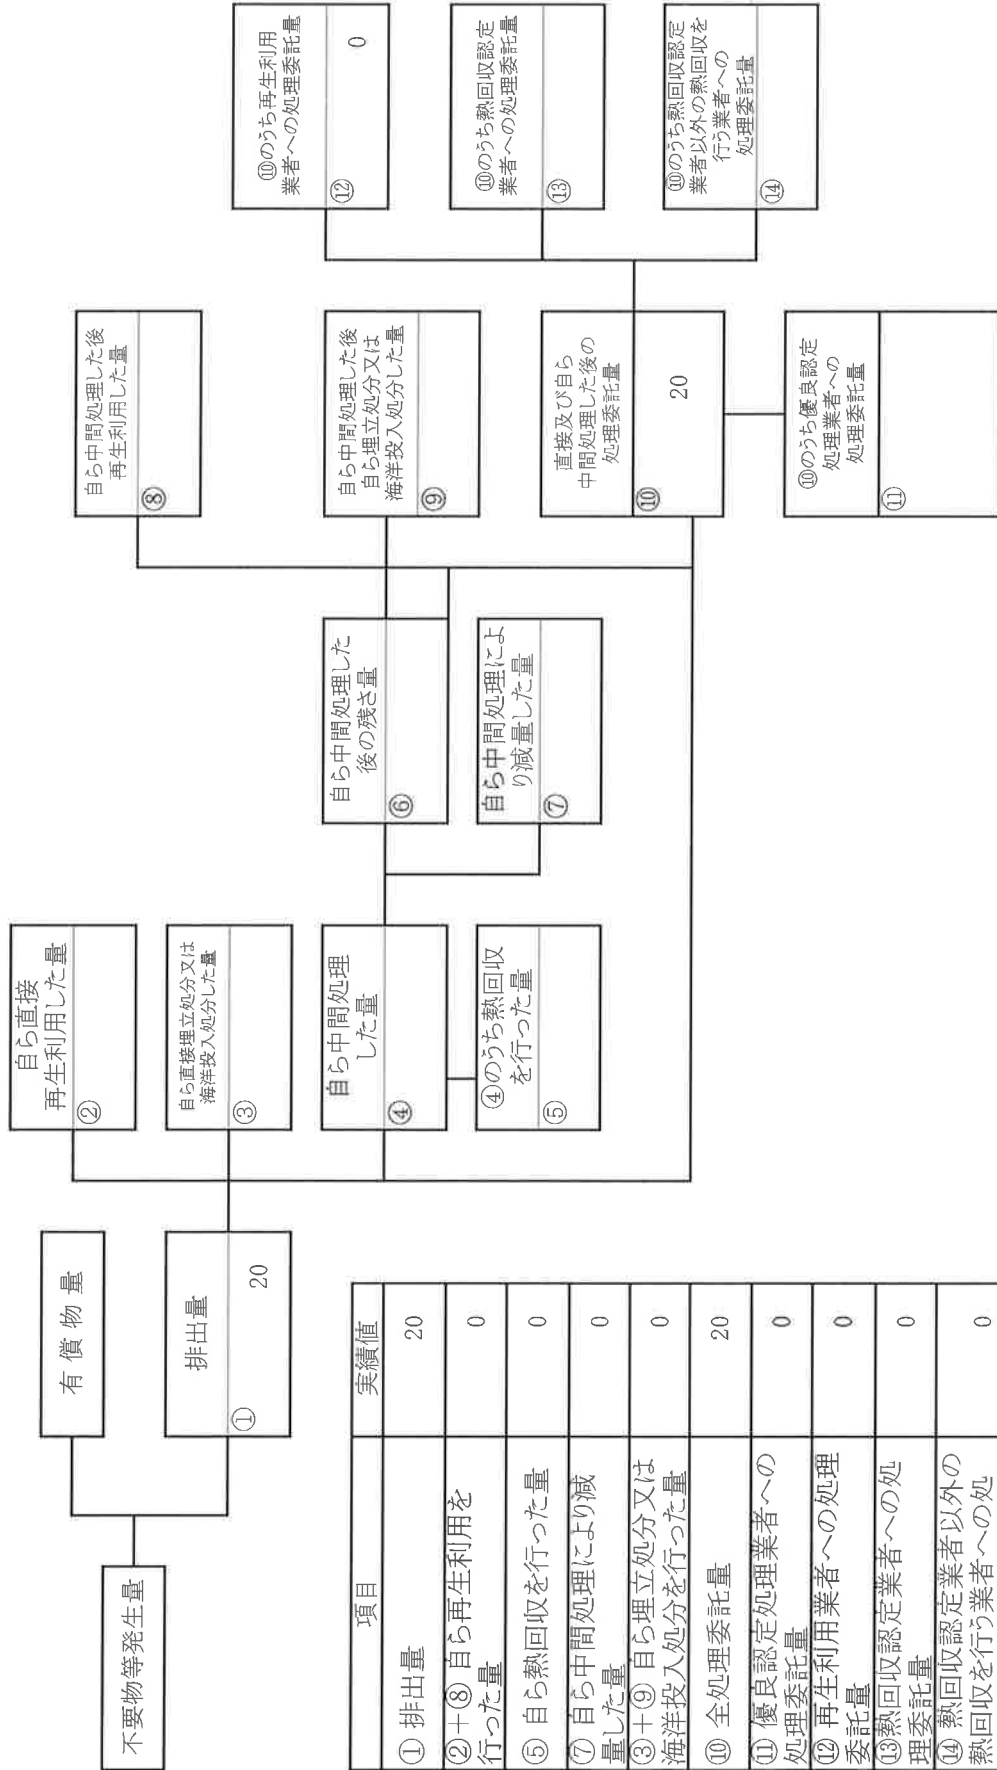 不要物等発生量
有償物量
排出量
①
20
自ら直接
再生利用した量
②
自ら直接埋立処分又は
海洋投入処分した量
③
自ら中間処理
した量
④
④のうち熱回収
を行った量
⑤
自ら中間処理した
後の残さ量
⑥
自ら中間処理によ
り減量した量
⑦
自ら中間処理した後
再生利用した量
⑧
自ら中間処理した後
自ら埋立処分又は
海洋投入処分した量
⑨
直接及び自ら
中間処理した後の
処理委託量
⑩
20
⑩のうち優良認定
処理業者への
処理委託量
⑪
⑩のうち再生利用
業者への処理委託量
⑫
0
⑩のうち熱回収認定
業者への処理委託量
⑬
⑩のうち熱回収認定
業者以外の熱回収を
行う業者への
処理委託量
⑭
項目 実績値
① 排出量 20
②+⑧ 自ら再生利用を
行った量 0
⑤ 自ら熱回収を行った量 0
⑦ 自ら中間処理により減
量した量 0
③+⑨ 自ら埋立処分又は
海洋投入処分を行った量 0
⑩ 全処理委託量 20
⑪ 優良認定処理業者への
処理委託量 0
⑫ 再生利用業者への処理
委託量 0
⑬熱回収認定業者への処
理委託量 0
⑭ 熱回収認定業者以外の
熱回収を行う業者への処 0